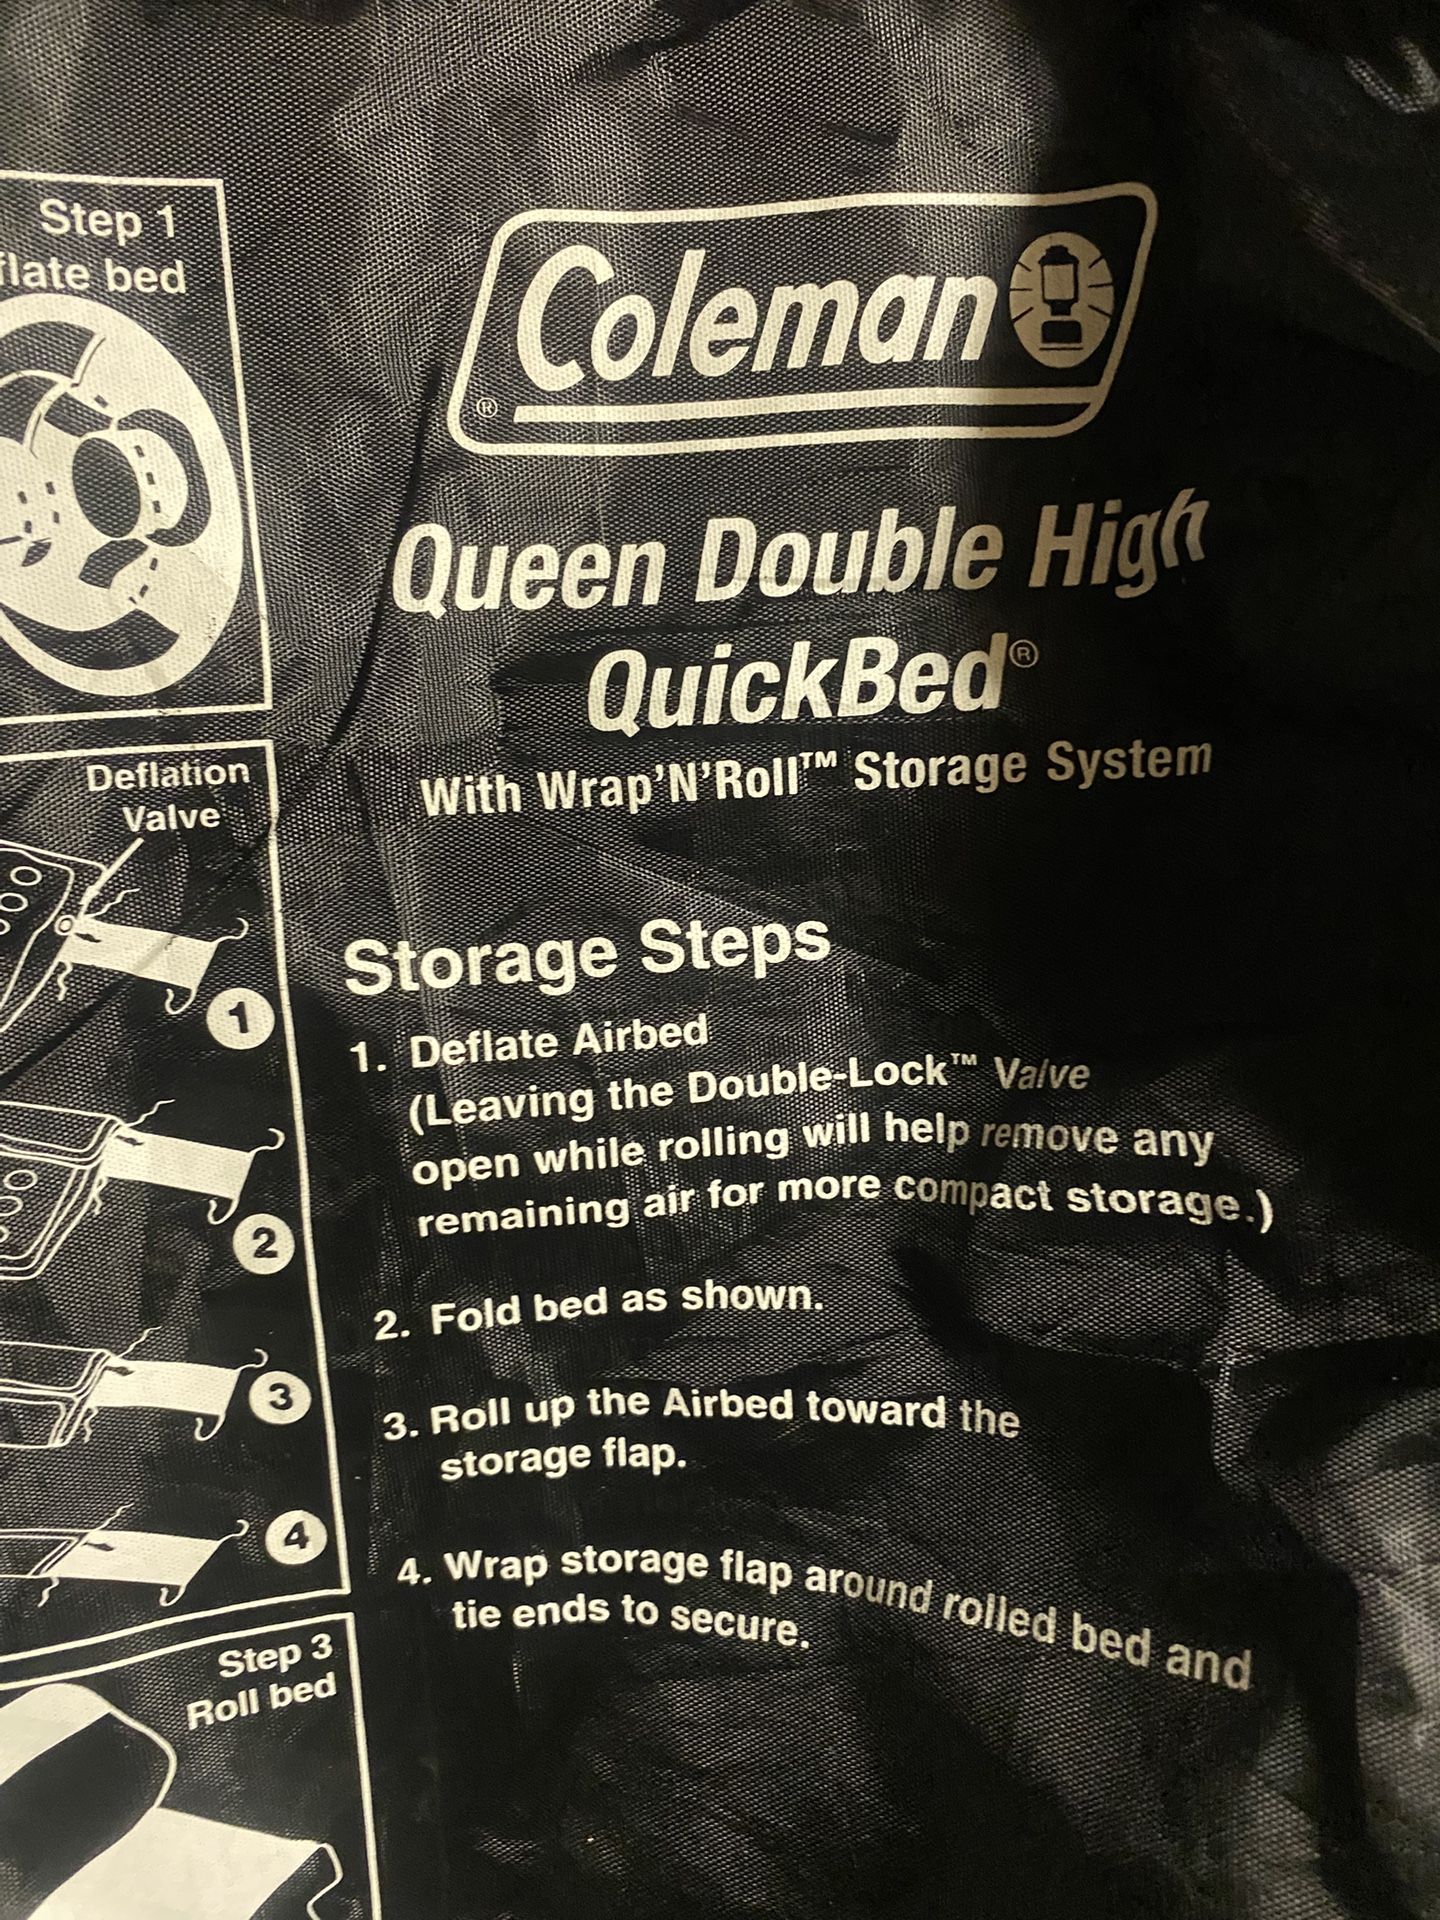 Step 1
flate bed
Coleman
®
Queen Double High
QuickBed®
With Wrap'N'Roll™ Storage System
Deflation
Valve
1
2
3
4
Storage Steps
1. Deflate Airbed
(Leaving the Double-Lock™ Valve
open while rolling will help remove any
remaining air for more compact storage.)
2. Fold bed as shown.
3. Roll up the Airbed toward the
storage flap.
4. Wrap storage flap around rolled bed and
tie ends to secure.
Step 3
Roll bed